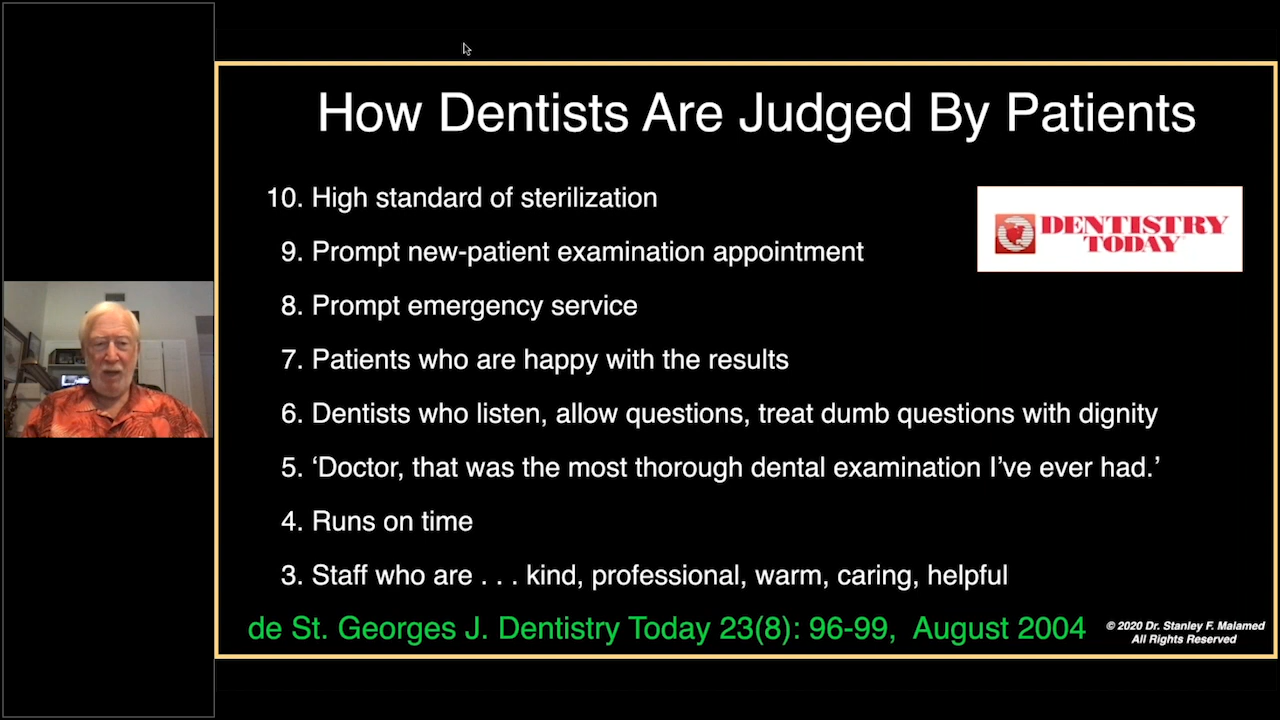 How Dentists Are Judged By Patients
10. High standard of sterilization
9. Prompt new-patient examination appointment
8. Prompt emergency service
7. Patients who are happy with the results
6. Dentists who listen, allow questions, treat dumb questions with dignity
5. ‘Doctor, that was the most thorough dental examination I’ve ever had.’
4. Runs on time
3. Staff who are . . . kind, professional, warm, caring, helpful
DENTISTRY
TODAY
de St. Georges J. Dentistry Today 23(8): 96-99, August 2004
© 2020 Dr. Stanley F. Malamed
All Rights Reserved